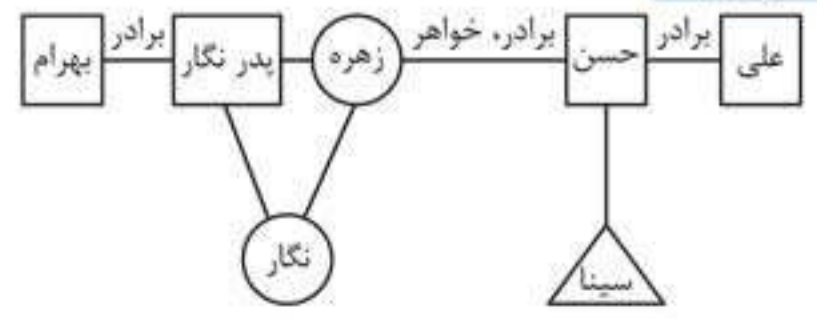 علی برادر حسن برادر، خواهر زهره پدر نگار برادر بهرام
نگار سینا